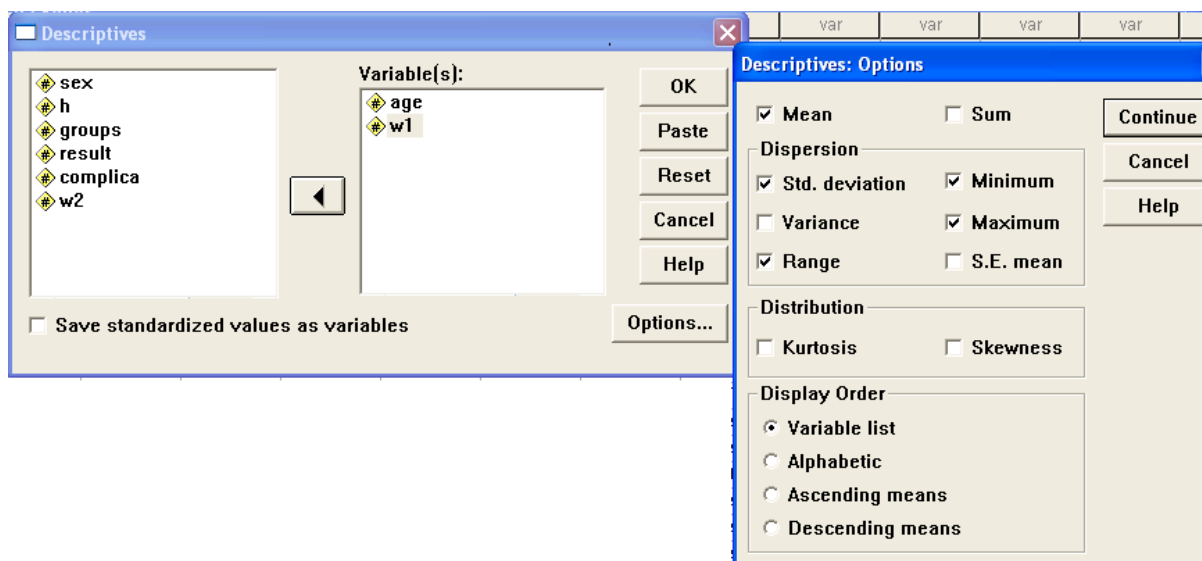 Descriptives
sex
h
groups
result
complica
w2
Variable(s):
age
w1
OK
Paste
Reset
Cancel
Help
Save standardized values as variables
Options...
var var var var
Descriptives: Options
Mean Sum
Continue
Cancel
Help
Dispersion
Std. deviation Minimum
Variance Maximum
Range S.E. mean
Distribution
Kurtosis Skewness
Display Order
Variable list
Alphabetic
Ascending means
Descending means